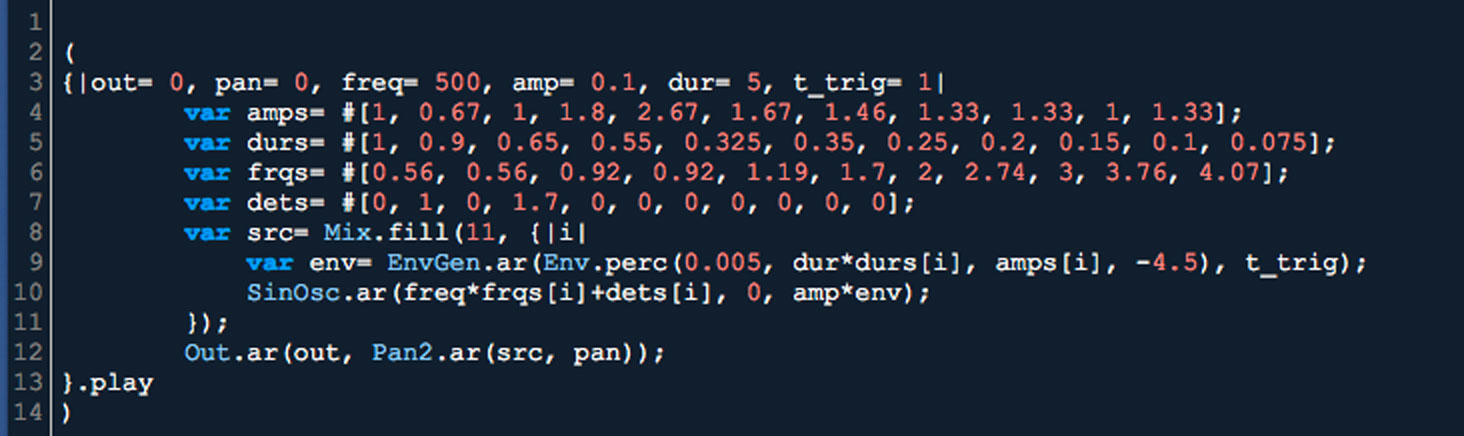 1
2 (
3 {|out= 0, pan= 0, freq= 500, amp= 0.1, dur= 5, t_trig= 1|
4         var amps= #[1, 0.67, 1, 1.8, 2.67, 1.67, 1.46, 1.33, 1.33, 1, 1.33];
5         var durs= #[1, 0.9, 0.65, 0.55, 0.325, 0.35, 0.25, 0.2, 0.15, 0.1, 0.075];
6         var frqs= #[0.56, 0.56, 0.92, 0.92, 1.19, 1.7, 2, 2.74, 3, 3.76, 4.07];
7         var dets= #[0, 1, 0, 1.7, 0, 0, 0, 0, 0, 0, 0];
8         var src= Mix.fill(11, {|i|
9             var env= EnvGen.ar(Env.perc(0.005, dur*durs[i], amps[i], -4.5), t_trig);
10            SinOsc.ar(freq*frqs[i]+dets[i], 0, amp*env);
11        });
12        Out.ar(out, Pan2.ar(src, pan));
13 }.play
14 )